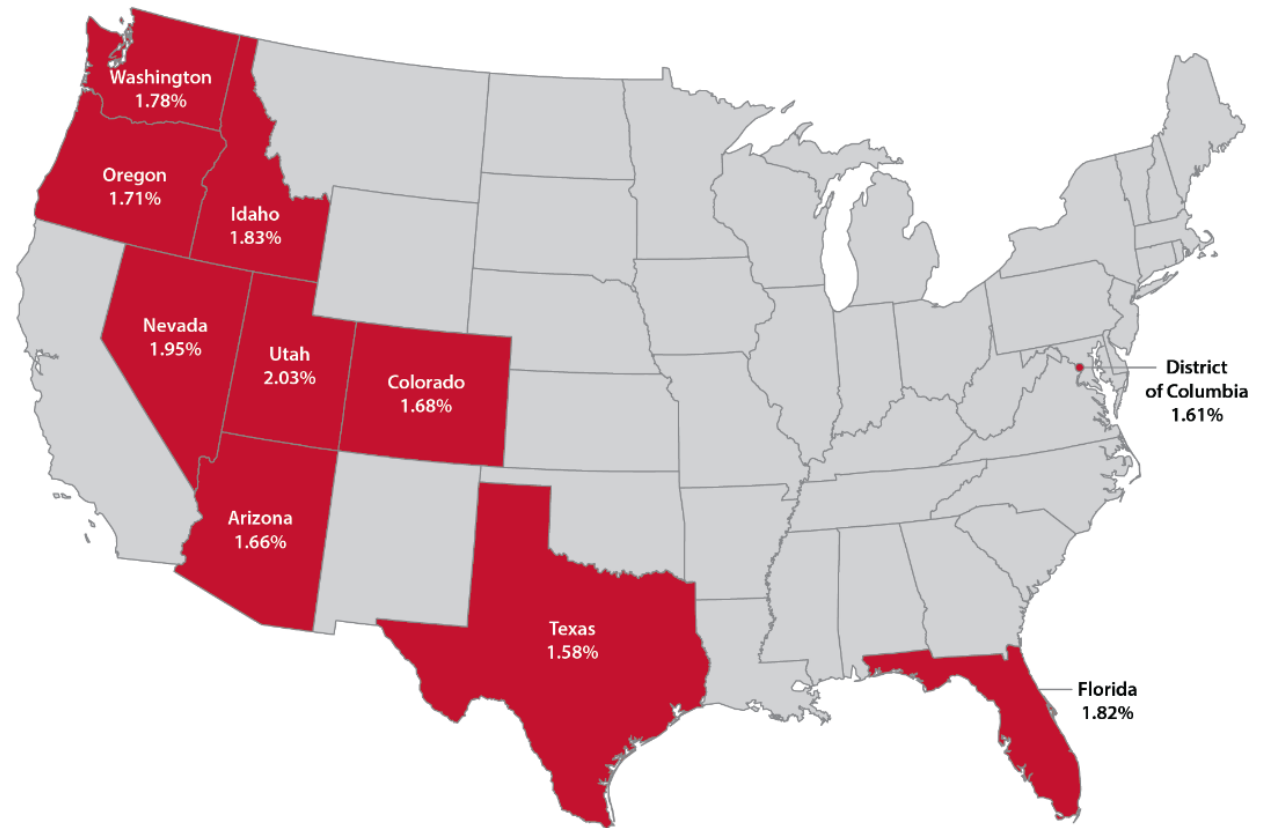 Washington
1.78%
Oregon
1.71%
Idaho
1.83%
Nevada
1.95%
Utah
2.03%
Colorado
1.68%
District
of Columbia
1.61%
Arizona
1.66%
Texas
1.58%
Florida
1.82%